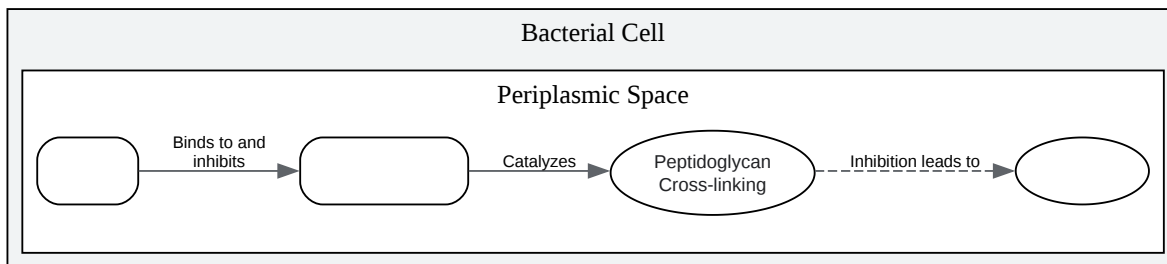 Bacterial Cell
Periplasmic Space
Binds to and
inhibits
Catalyzes
Peptidoglycan
Cross-linking
Inhibition leads to